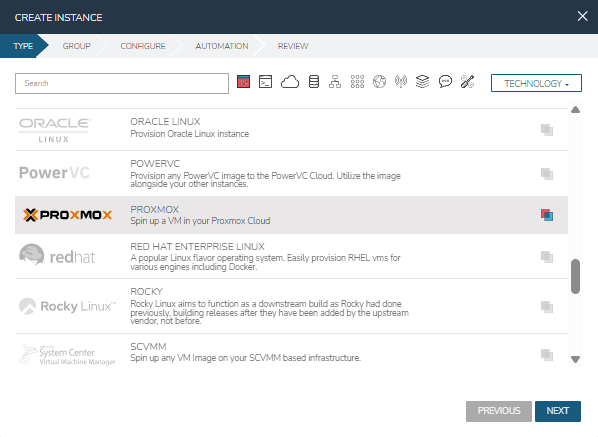 CREATE INSTANCE
TYPE
GROUP
CONFIGURE
AUTOMATION
REVIEW
Search
TECHNOLOGY
ORACLE
LINUX
ORACLE LINUX
Provision Oracle Linux instance
PowerVC
POWERVC
Provision any PowerVC image to the PowerVC Cloud. Utilize the image
alongside your other instances.
PROXMOX
PROXMOX
Spin up a VM in your Proxmox Cloud
redhat
RED HAT ENTERPRISE LINUX
A popular Linux flavor operating system. Easily provision RHEL vms for
various engines including Docker.
Rocky Linux™
ROCKY
Rocky Linux aims to function as a downstream build as Rocky had done
previously, building releases after they have been added by the upstream
vendor, not before.
System Center
Virtual Machine Manager
SCVMM
Spin up any VM Image on your SCVMM based infrastructure.
PREVIOUS
NEXT